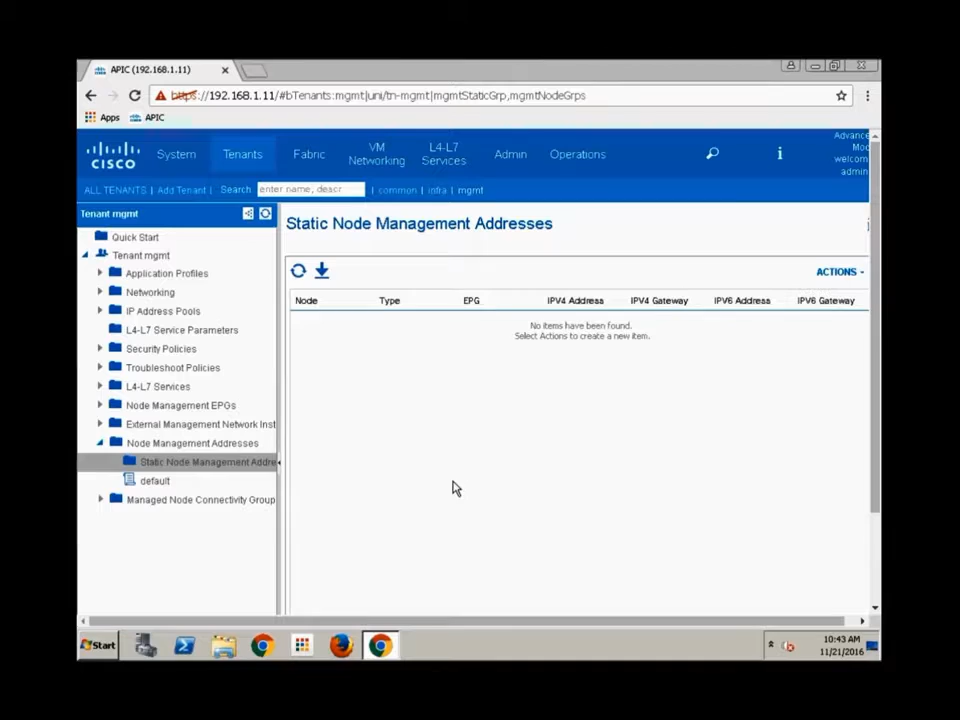 APIC (192.168.1.11)
https://192.168.1.11/#bTenants:mgmt|uni/tn-mgmt|mgmtStaticGrp,mgmtNodeGrps
Apps APIC
CISCO
System
Tenants
Fabric
VM
Networking
L4-L7
Services
Admin
Operations
i
Advance
Mod
welcom
admin
ALL TENANTS | Add Tenant | Search enter name, descr | common | infra | mgmt
Tenant mgmt
Quick Start
Tenant mgmt
Application Profiles
Networking
IP Address Pools
L4-L7 Service Parameters
Security Policies
Troubleshoot Policies
L4-L7 Services
Node Management EPGs
External Management Network Inst
Node Management Addresses
Static Node Management Addre
default
Managed Node Connectivity Group
Static Node Management Addresses
ACTIONS
Node Type EPG IPV4 Address IPV4 Gateway IPV6 Address IPV6 Gateway
No items have been found.
Select Actions to create a new item.
Start
10:43 AM
11/21/2016